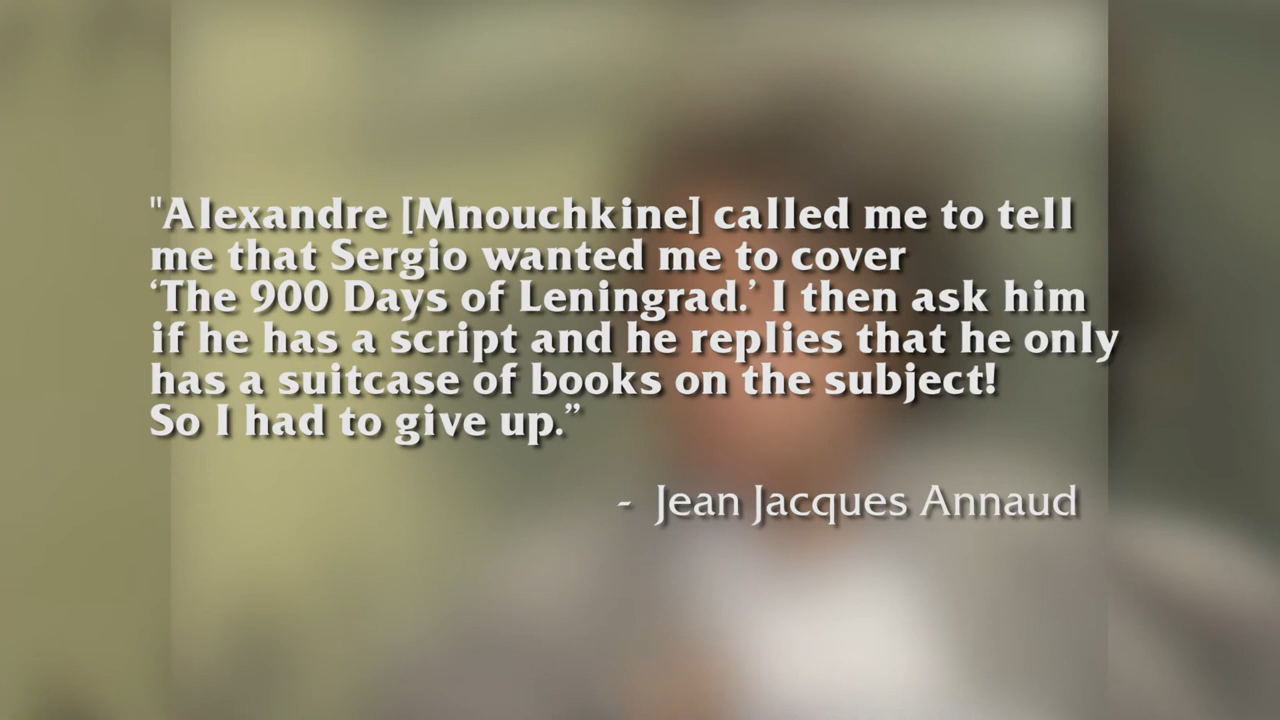 "Alexandre [Mnouchkine] called me to tell
me that Sergio wanted me to cover
‘The 900 Days of Leningrad.’ I then ask him
if he has a script and he replies that he only
has a suitcase of books on the subject!
So I had to give up.”
- Jean Jacques Annaud